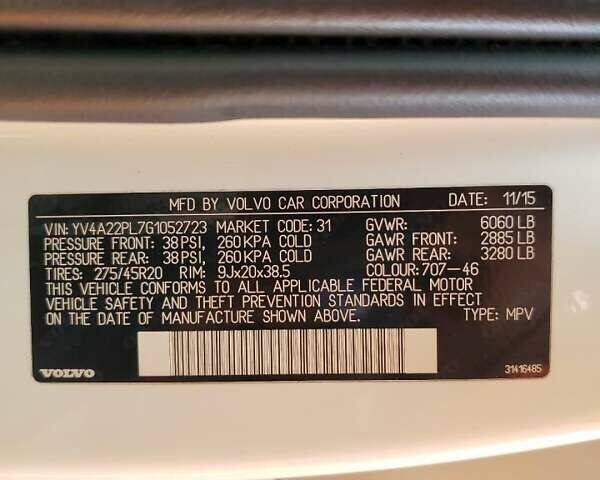 MFD BY VOLVO CAR CORPORATION DATE: 11/15
VIN: YV4A22PL7G1052723 MARKET CODE: 31 GVWR: 6060 LB
PRESSURE FRONT: 38 PSI, 260 KPA COLD GAWR FRONT: 2885 LB
PRESSURE REAR: 38 PSI, 260 KPA COLD GAWR REAR: 3280 LB
TIRES: 275/45R20 RIM: 9Jx20x38.5 COLOUR: 707-46
THIS VEHICLE CONFORMS TO ALL APPLICABLE FEDERAL MOTOR
VEHICLE SAFETY AND THEFT PREVENTION STANDARDS IN EFFECT
ON THE DATE OF MANUFACTURE SHOWN ABOVE. TYPE: MPV
VOLVO 31416485